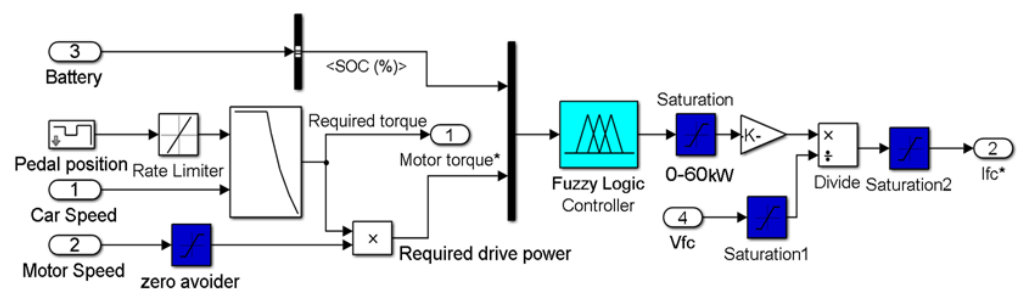 3
Battery
<SOC (%)>
Pedal position
Rate Limiter
Required torque
1
Motor torque*
1
Car Speed
2
Motor Speed
zero avoider
×
Required drive power
Fuzzy Logic
Controller
Saturation
0-60kW
-K-
×
÷
Divide
Saturation2
2
Ifc*
4
Vfc
Saturation1